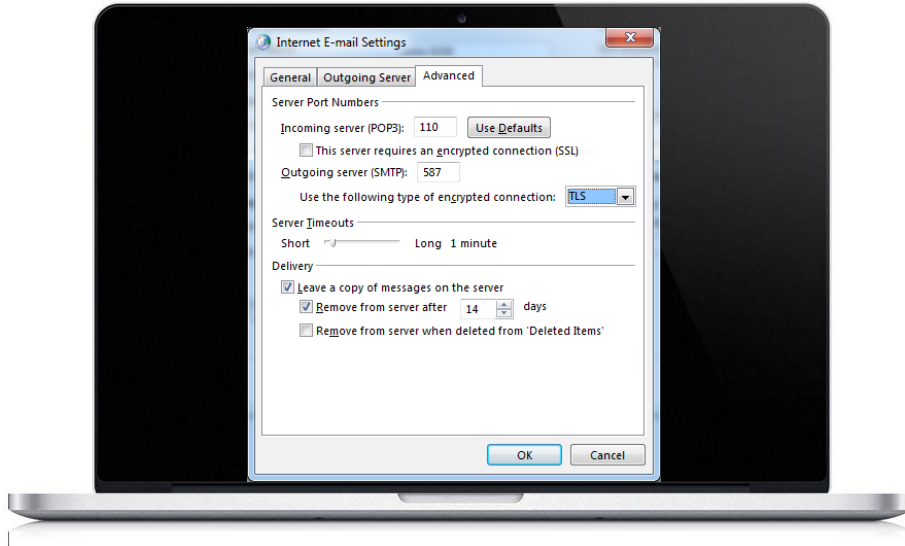 Internet E-mail Settings
General Outgoing Server Advanced
Server Port Numbers
Incoming server (POP3): 110 Use Defaults
This server requires an encrypted connection (SSL)
Outgoing server (SMTP): 587
Use the following type of encrypted connection: TLS
Server Timeouts
Short Long 1 minute
Delivery
Leave a copy of messages on the server
Remove from server after 14 days
Remove from server when deleted from 'Deleted Items'
OK Cancel